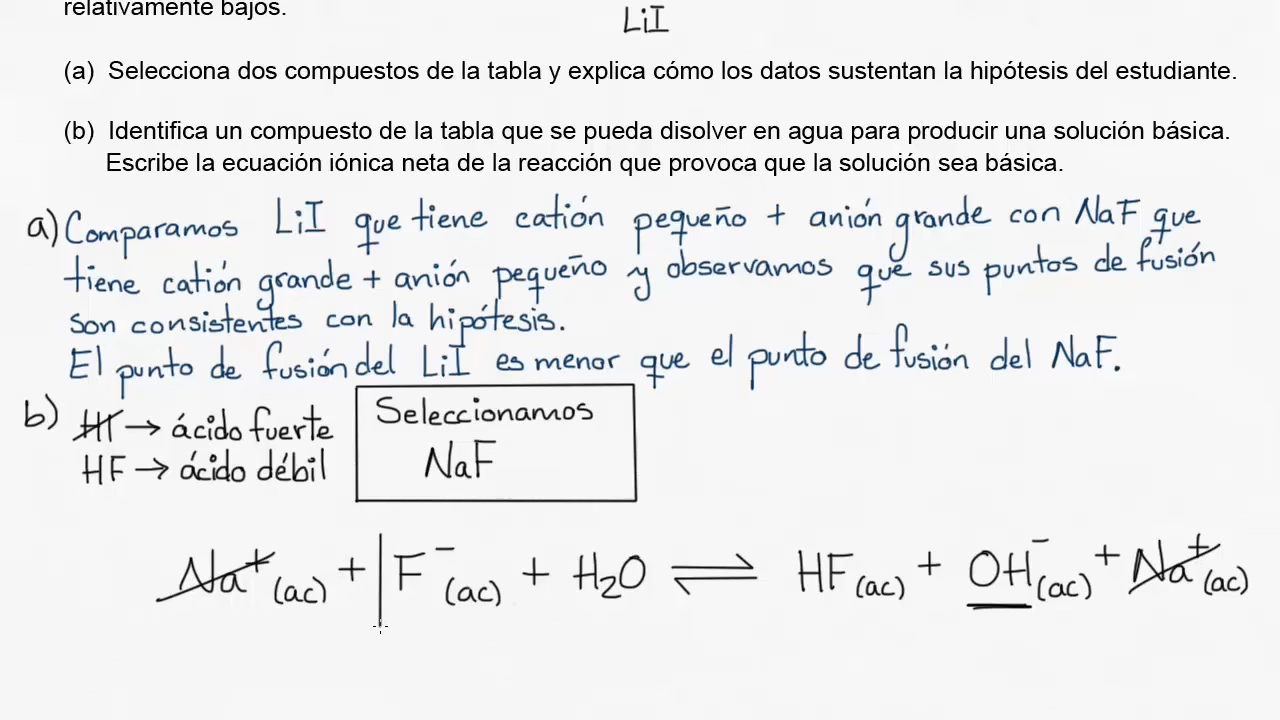 relativamente bajos.
LiI
(a) Selecciona dos compuestos de la tabla y explica cómo los datos sustentan la hipótesis del estudiante.
(b) Identifica un compuesto de la tabla que se pueda disolver en agua para producir una solución básica.
Escribe la ecuación iónica neta de la reacción que provoca que la solución sea básica.
a) Comparamos LiI que tiene catión pequeño + anión grande con NaF que
tiene catión grande + anión pequeño y observamos que sus puntos de fusión
son consistentes con la hipótesis.
El punto de fusión del LiI es menor que el punto de fusión del NaF.
b) HI → ácido fuerte
HF → ácido débil
Seleccionamos
NaF
Na⁺(ac) + F⁻(ac) + H₂O ⇌ HF(ac) + OH⁻(ac) + Na⁺(ac)